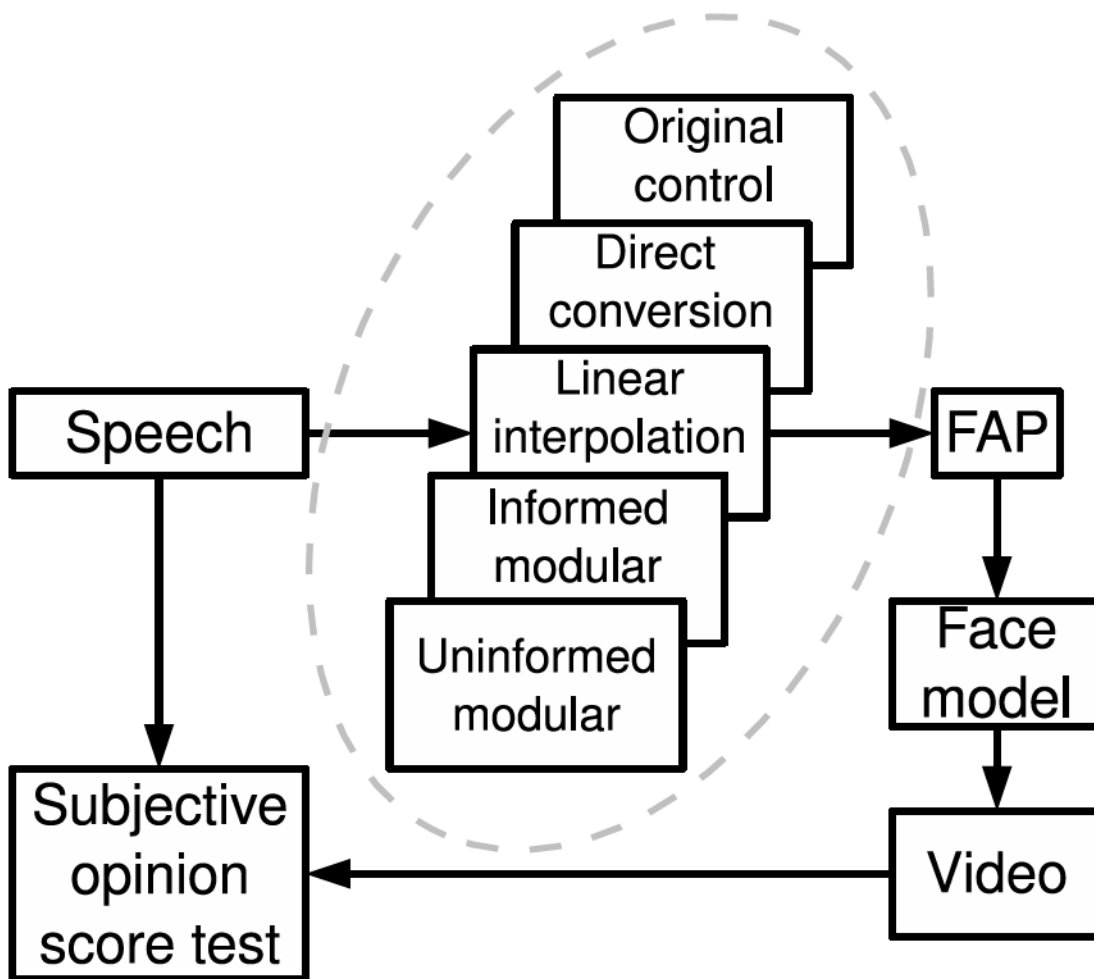 Original
control
Direct
conversion
Linear
interpolation
Speech
FAP
Informed
modular
Uninformed
modular
Face
model
Subjective
opinion
score test
Video